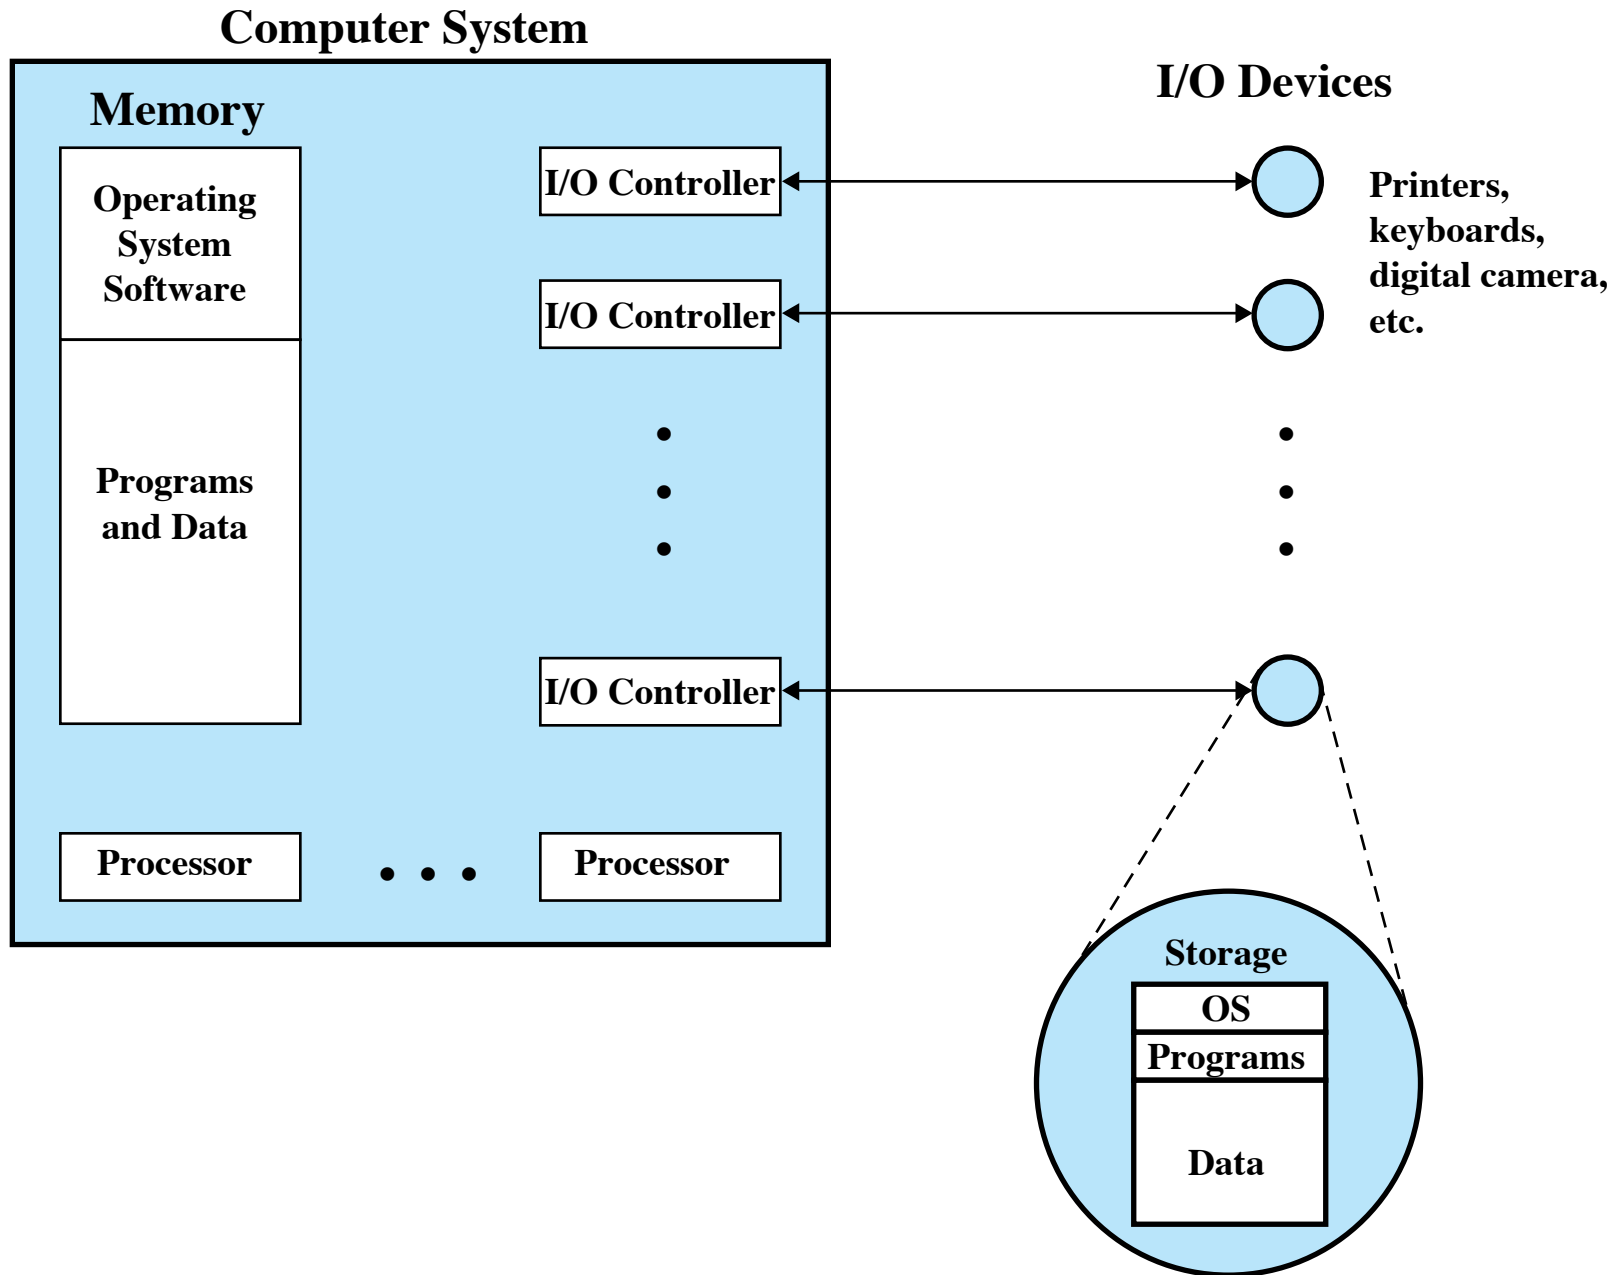 Computer System
Memory
Operating
System
Software
Programs
and Data
I/O Controller
I/O Controller
I/O Controller
Processor
Processor
I/O Devices
Printers,
keyboards,
digital camera,
etc.
Storage
OS
Programs
Data